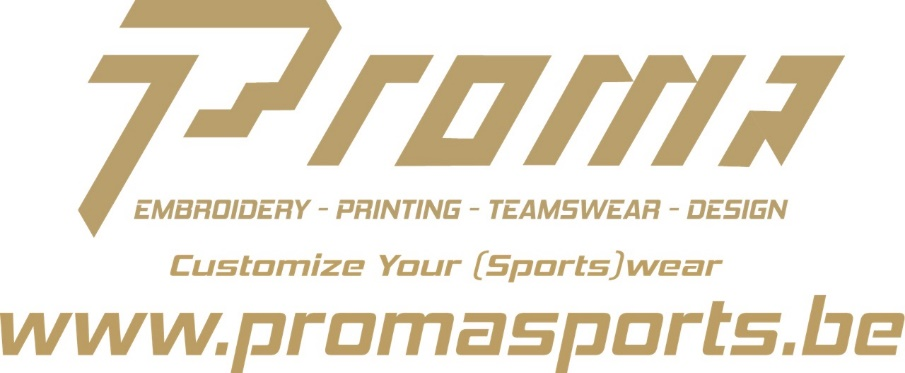 Proma
EMBROIDERY - PRINTING - TEAMSWEAR - DESIGN
Customize Your (Sports)wear
www.promasports.be